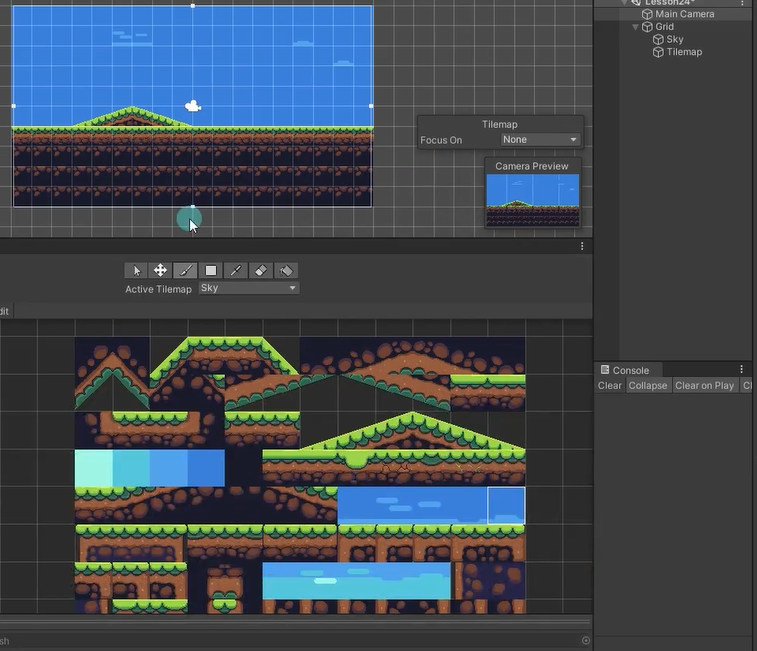 Lesson24*
Main Camera
Grid
Sky
Tilemap
Tilemap
Focus On None
Camera Preview
Active Tilemap Sky
dit
Console
Clear Collapse Clear on Play Cl
sh